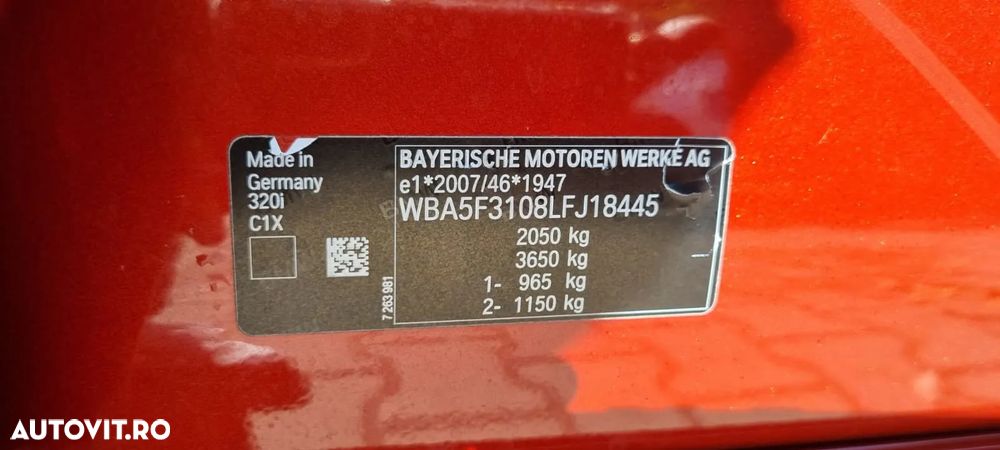 Made in
Germany
320i
C1X
7 263 981
BAYERISCHE MOTOREN WERKE AG
e1*2007/46*1947
WBA5F3108LFJ18445
2050 kg
3650 kg
1- 965 kg
2- 1150 kg
AUTOVIT.RO